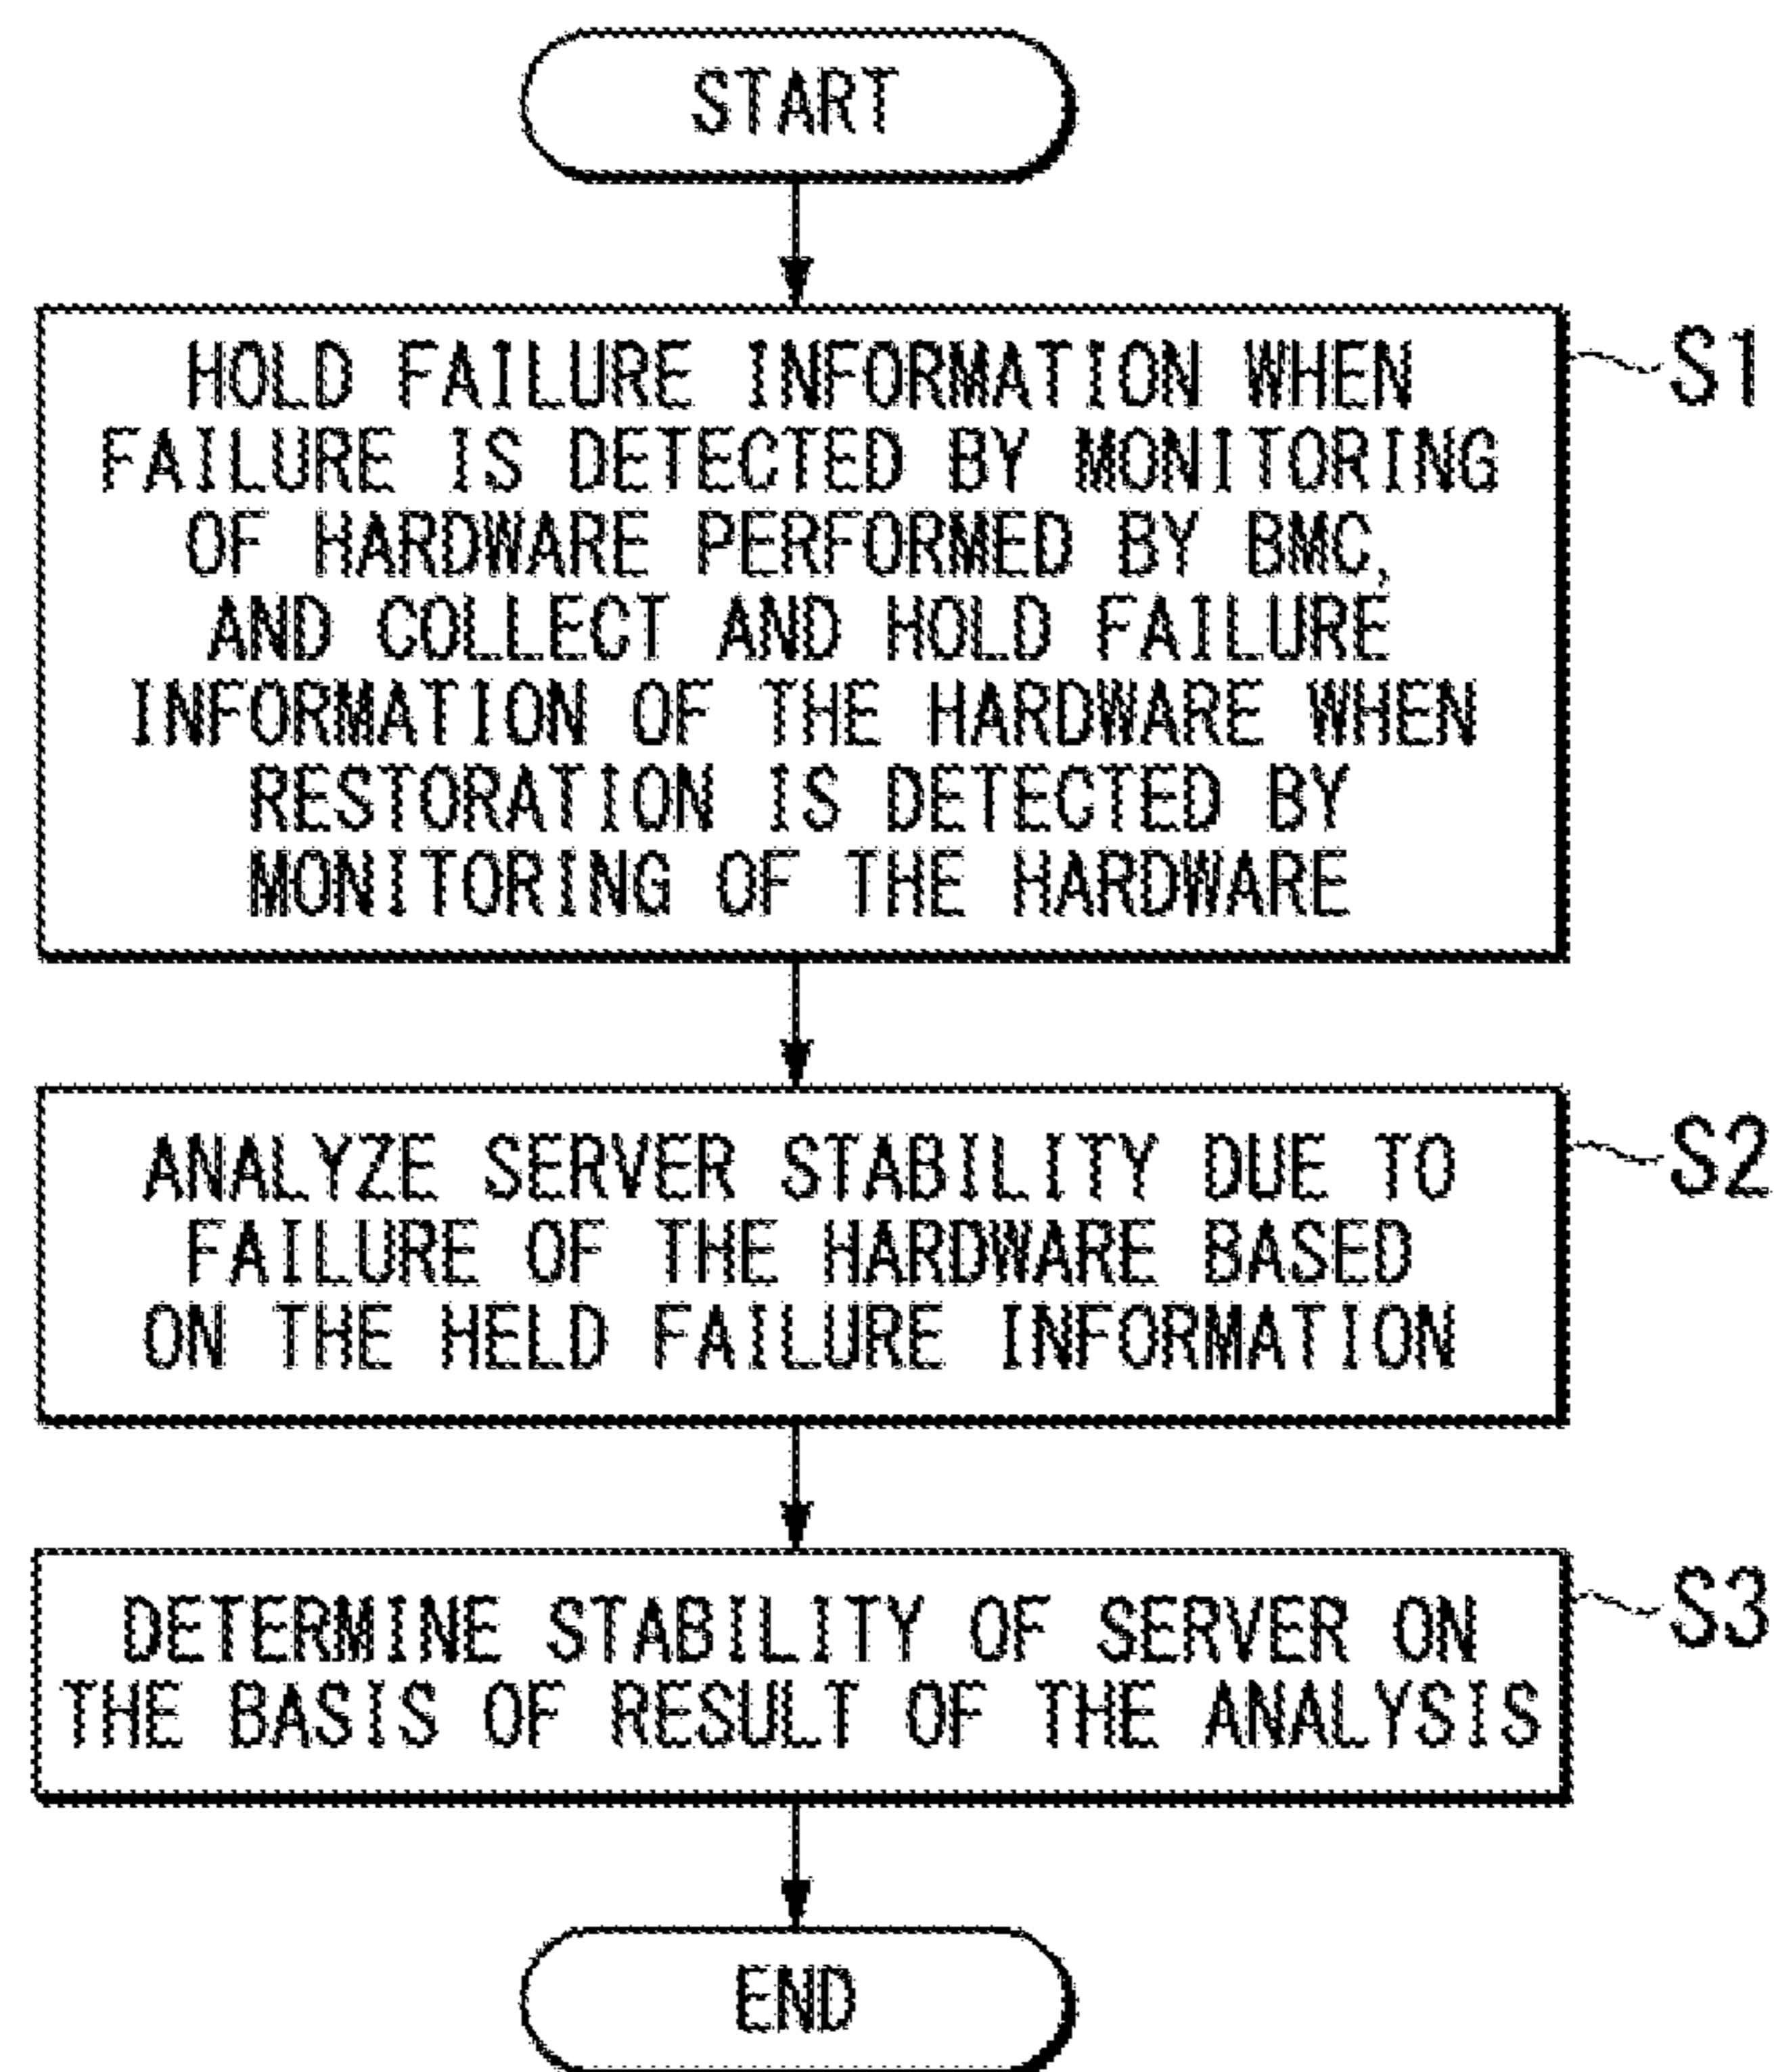 START
HOLD FAILURE INFORMATION WHEN
FAILURE IS DETECTED BY MONITORING
OF HARDWARE PERFORMED BY BMC,
AND COLLECT AND HOLD FAILURE
INFORMATION OF THE HARDWARE WHEN
RESTORATION IS DETECTED BY
MONITORING OF THE HARDWARE
S1
ANALYZE SERVER STABILITY DUE TO
FAILURE OF THE HARDWARE BASED
ON THE HELD FAILURE INFORMATION
S2
DETERMINE STABILITY OF SERVER ON
THE BASIS OF RESULT OF THE ANALYSIS
S3
END